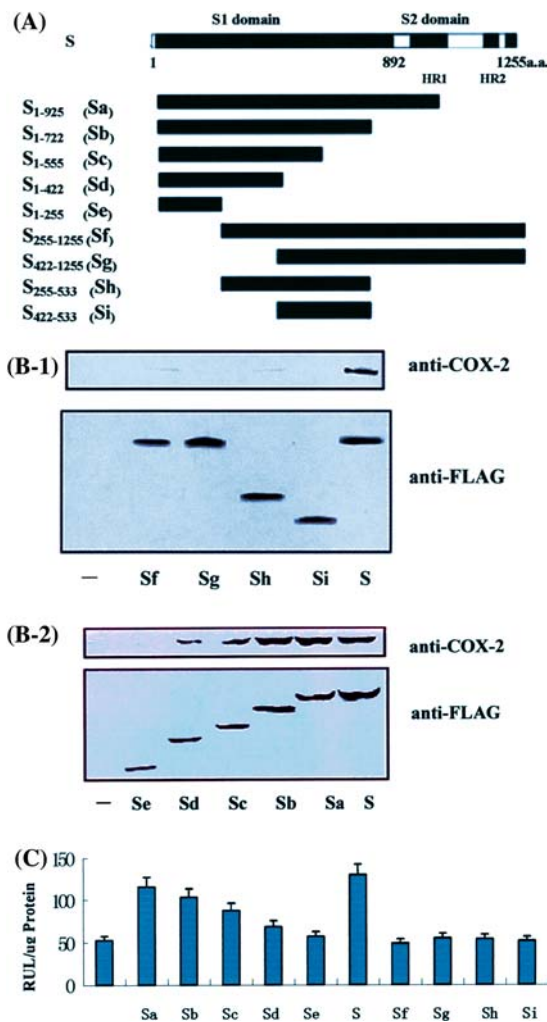 (A)
S1 domain S2 domain
S
1 892 1255a.a.
HR1 HR2
S1-925 (Sa)
S1-722 (Sb)
S1-555 (Sc)
S1-422 (Sd)
S1-255 (Se)
S255-1255 (Sf)
S422-1255 (Sg)
S255-533 (Sh)
S422-533 (Si)
(B-1)
anti-COX-2
anti-FLAG
— Sf Sg Sh Si S
(B-2)
anti-COX-2
anti-FLAG
— Se Sd Sc Sb Sa S
(C)
RUL/ug Protein
150
100
50
0
Sa Sb Sc Sd Se S Sf Sg Sh Si